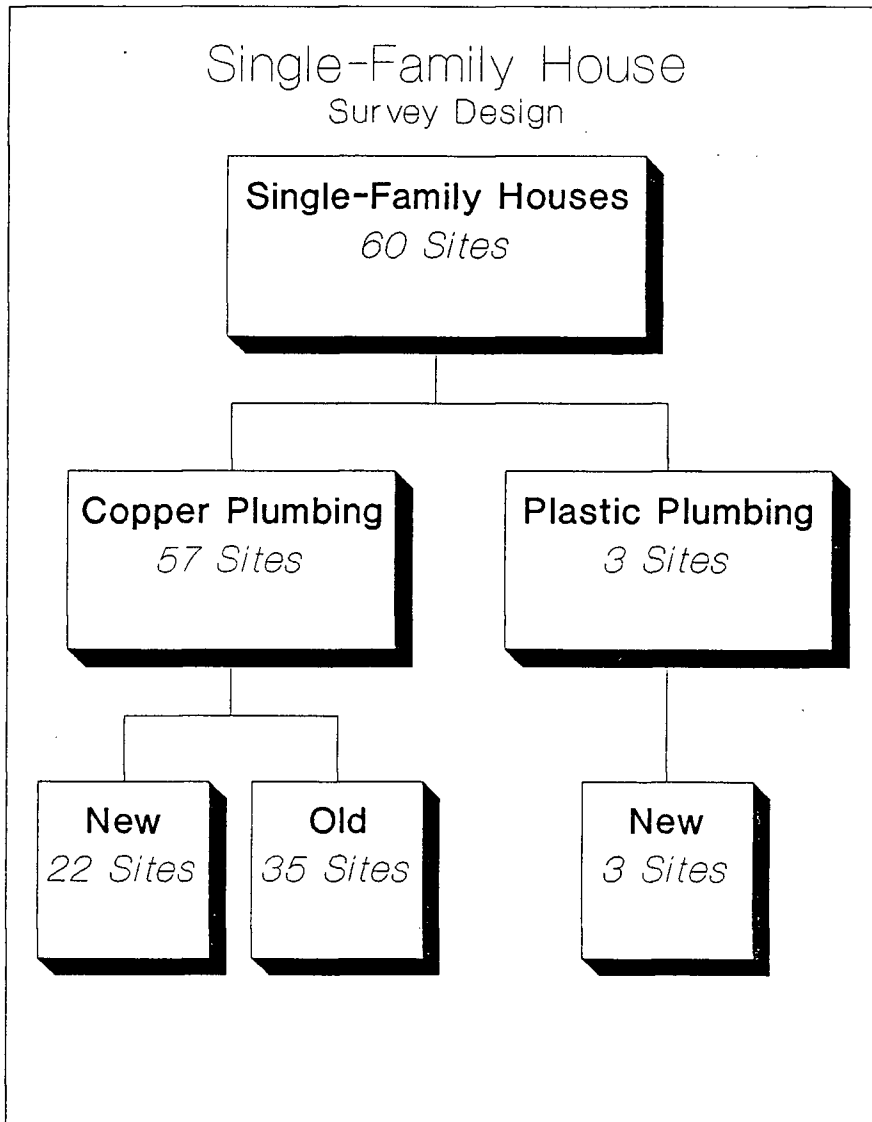 Single-Family House
Survey Design
Single-Family Houses
60 Sites
Copper Plumbing
57 Sites
Plastic Plumbing
3 Sites
New
22 Sites
Old
35 Sites
New
3 Sites